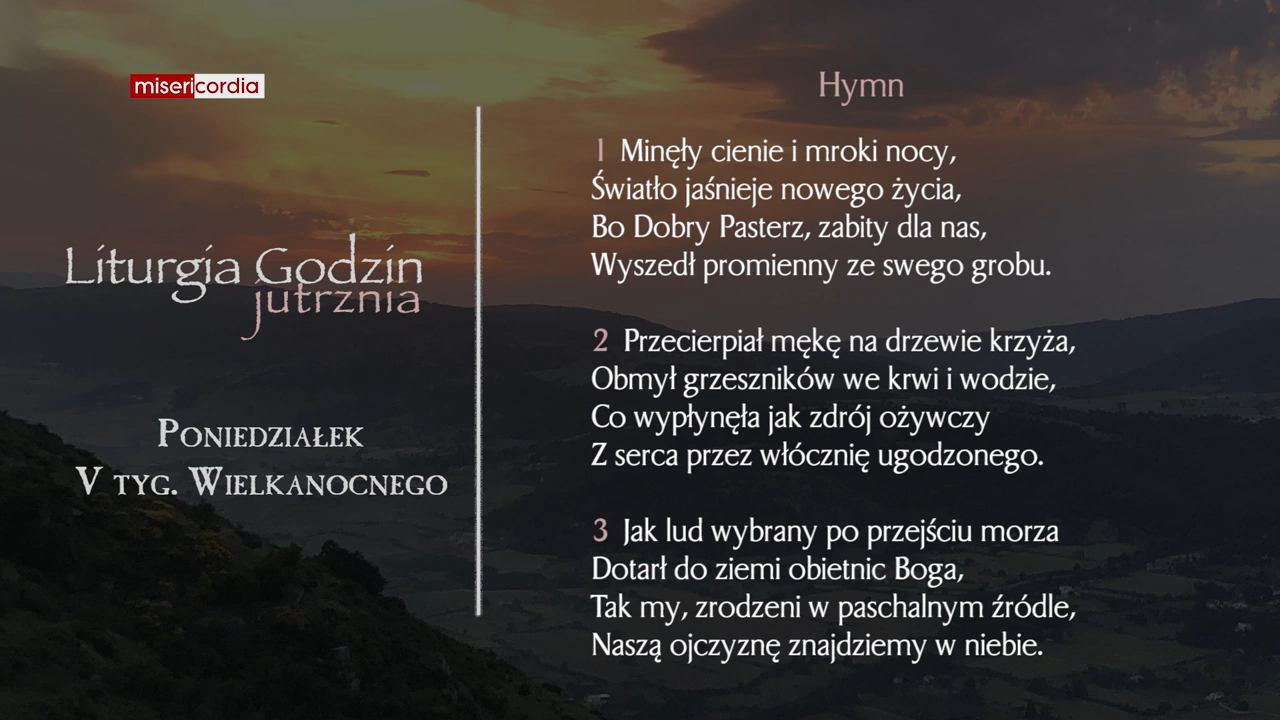 misericordia
Liturgia Godzin
jutrznia
Poniedziałek
V tyg. Wielkanocnego
Hymn
1 Minęły cienie i mroki nocy,
Światło jaśnieje nowego życia,
Bo Dobry Pasterz, zabity dla nas,
Wyszedł promienny ze swego grobu.
2 Przecierpiał mękę na drzewie krzyża,
Obmył grzeszników we krwi i wodzie,
Co wypłynęła jak zdrój ożywczy
Z serca przez włócznię ugodzonego.
3 Jak lud wybrany po przejściu morza
Dotarł do ziemi obietnic Boga,
Tak my, zrodzeni w paschalnym źródle,
Naszą ojczyznę znajdziemy w niebie.